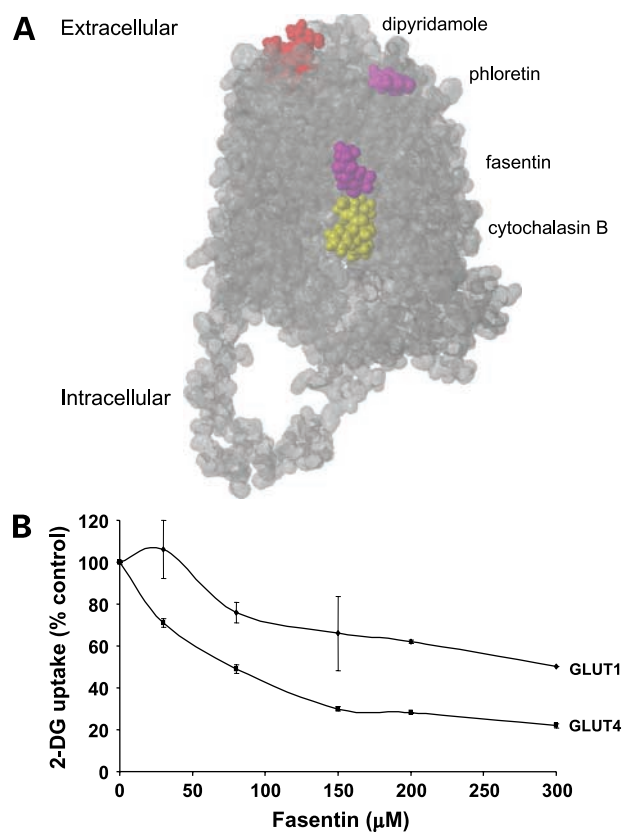 A
Extracellular
dipyridamole
phloretin
fasentin
cytochalasin B
Intracellular
B
2-DG uptake (% control)
120
100
80
60
40
20
0
GLUT1
GLUT4
0 50 100 150 200 250 300
Fasentin (μM)